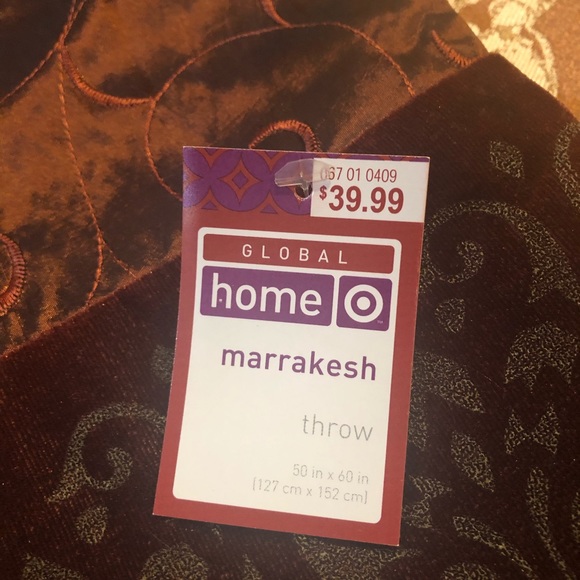 067 01 0409
$39.99
GLOBAL
home
marrakesh
throw
50 in x 60 in
[127 cm x 152 cm]